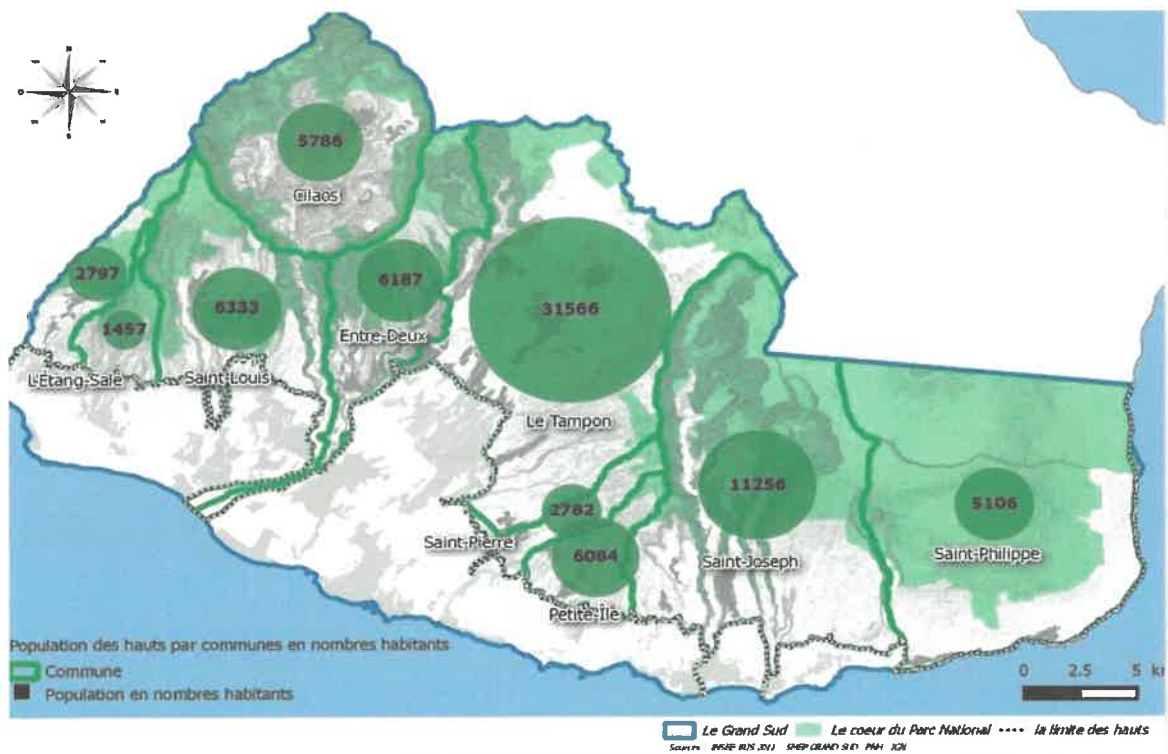 N
5786
Cilaos
2797
6187
6333
31566
1457
Entre-Deux
L'Étang-Salé
Saint-Louis
Le Tampon
11256
5106
2782
Saint-Pierre
6084
Saint-Joseph
Saint-Philippe
Petite-Île
Population des hauts par communes en nombres habitants
Commune
Population en nombres habitants
0 2.5 5
Le Grand Sud Le coeur du Parc National la limite des hauts